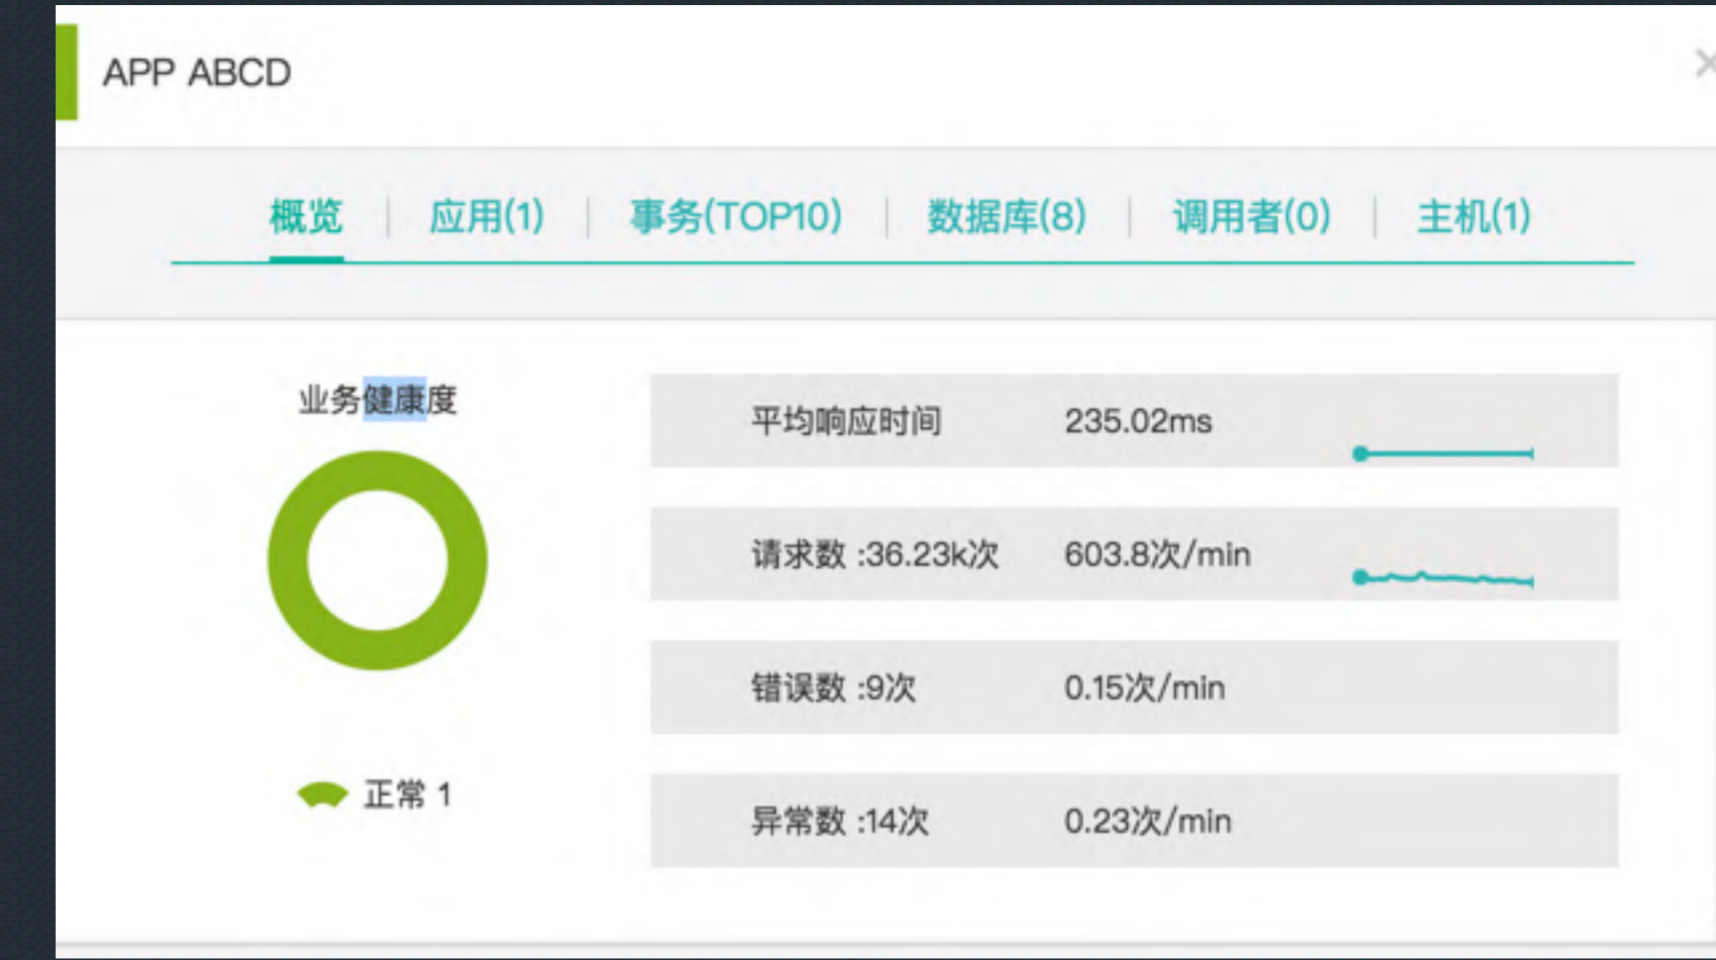 APP ABCD
概览 应用(1) 事务(TOP10) 数据库(8) 调用者(0) 主机(1)
业务健康度
平均响应时间 235.02ms
请求数 :36.23k次 603.8次/min
错误数 :9次 0.15次/min
正常 1
异常数 :14次 0.23次/min